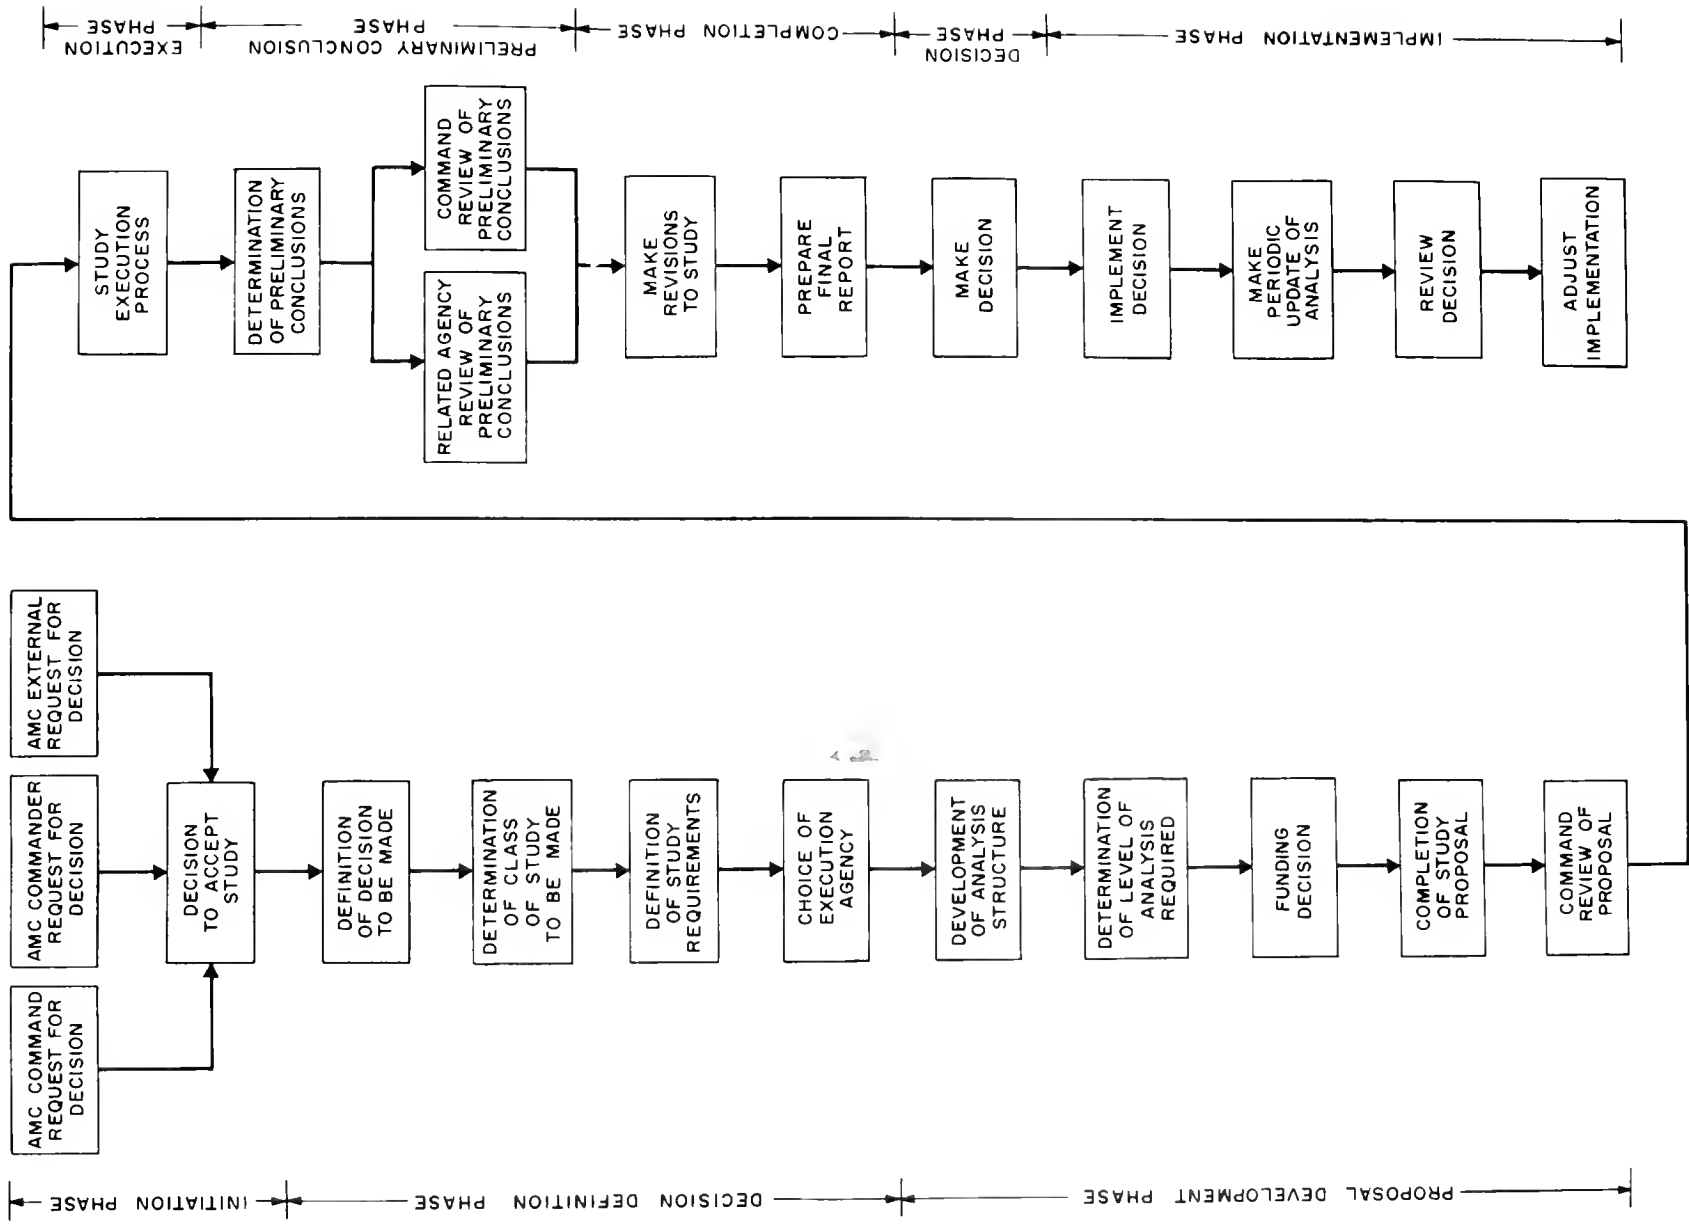 AMC COMMAND
REQUEST FOR
DECISION
AMC COMMANDER
REQUEST FOR
DECISION
AMC EXTERNAL
REQUEST FOR
DECISION
DECISION
TO ACCEPT
STUDY
DEFINITION
OF DECISION
TO BE MADE
DETERMINATION
OF CLASS
OF STUDY
TO BE MADE
DEFINITION
OF STUDY
REQUIREMENTS
CHOICE OF
EXECUTION
AGENCY
DEVELOPMENT
OF ANALYSIS
STRUCTURE
DETERMINATION
OF LEVEL OF
ANALYSIS
REQUIRED
FUNDING
DECISION
COMPLETION
OF STUDY
PROPOSAL
COMMAND
REVIEW OF
PROPOSAL
INITIATION PHASE
DECISION DEFINITION PHASE
PROPOSAL DEVELOPMENT PHASE
STUDY
EXECUTION
PROCESS
DETERMINATION
OF PRELIMINARY
CONCLUSIONS
RELATED AGENCY
REVIEW OF
PRELIMINARY
CONCLUSIONS
COMMAND
REVIEW OF
PRELIMINARY
CONCLUSIONS
MAKE
REVISIONS
TO STUDY
PREPARE
FINAL
REPORT
MAKE
DECISION
IMPLEMENT
DECISION
MAKE
PERIODIC
UPDATE OF
ANALYSIS
REVIEW
DECISION
ADJUST
IMPLEMENTATION
EXECUTION
PHASE
PRELIMINARY CONCLUSION
PHASE
COMPLETION PHASE
DECISION
PHASE
IMPLEMENTATION PHASE